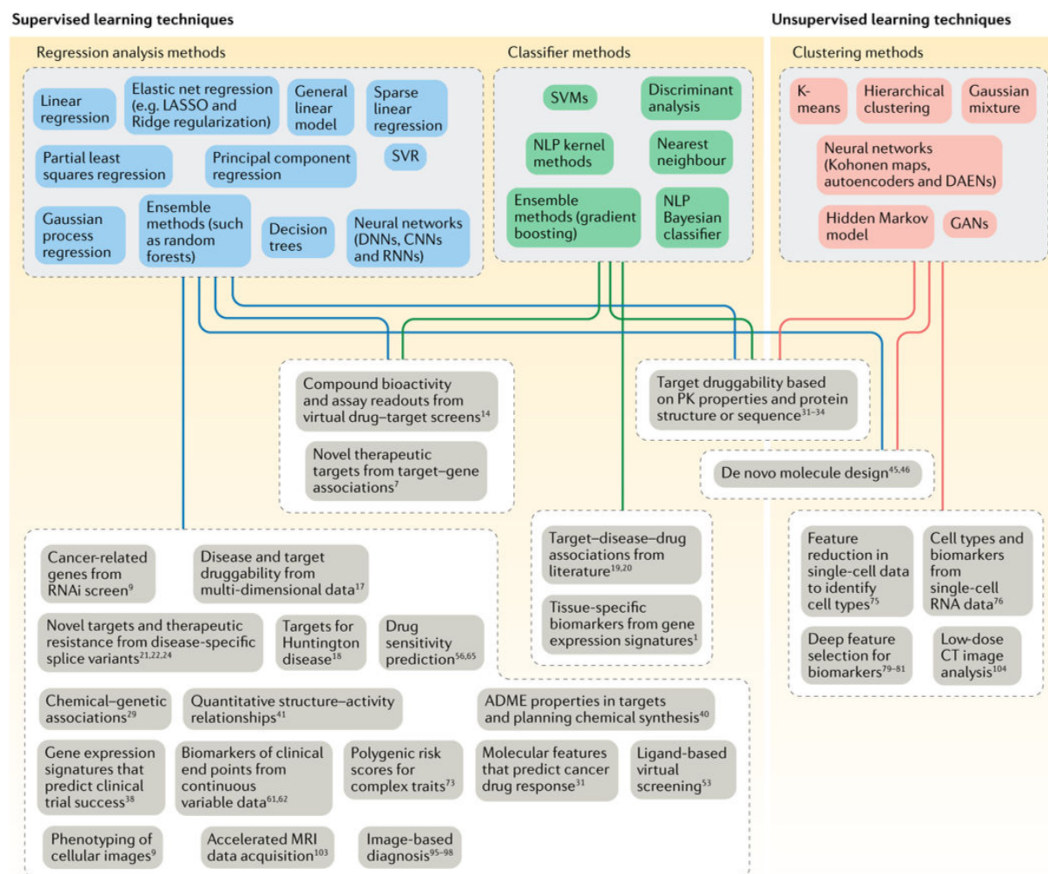 Supervised learning techniques
Unsupervised learning techniques
Regression analysis methods
Classifier methods
Clustering methods
Linear
regression
Elastic net regression
(e.g. LASSO and
Ridge regularization)
General
linear
model
Sparse
linear
regression
Partial least
squares regression
Principal component
regression
SVR
Gaussian
process
regression
Ensemble
methods (such
as random
forests)
Decision
trees
Neural networks
(DNNs, CNNs
and RNNs)
SVMs
Discriminant
analysis
NLP kernel
methods
Nearest
neighbour
Ensemble
methods (gradient
boosting)
NLP
Bayesian
classifier
K-
means
Hierarchical
clustering
Gaussian
mixture
Neural networks
(Kohonen maps,
autoencoders and DAENs)
Hidden Markov
model
GANs
Compound bioactivity
and assay readouts from
virtual drug–target screens14
Novel therapeutic
targets from target–gene
associations7
Target druggability based
on PK properties and protein
structure or sequence31–34
De novo molecule design45,46
Cancer-related
genes from
RNAi screen9
Disease and target
druggability from
multi-dimensional data17
Novel targets and therapeutic
resistance from disease-specific
splice variants21,22,24
Targets for
Huntington
disease18
Drug
sensitivity
prediction56,65
Chemical–genetic
associations29
Quantitative structure–activity
relationships41
ADME properties in targets
and planning chemical synthesis40
Gene expression
signatures that
predict clinical
trial success38
Biomarkers of clinical
end points from
continuous
variable data61,62
Polygenic risk
scores for
complex traits73
Molecular features
that predict cancer
drug response31
Ligand-based
virtual
screening53
Phenotyping of
cellular images9
Accelerated MRI
data acquisition103
Image-based
diagnosis95–98
Target–disease–drug
associations from
literature19,20
Tissue-specific
biomarkers from gene
expression signatures1
Feature
reduction in
single-cell data
to identify
cell types75
Cell types and
biomarkers
from
single-cell
RNA data76
Deep feature
selection for
biomarkers79–81
Low-dose
CT image
analysis104